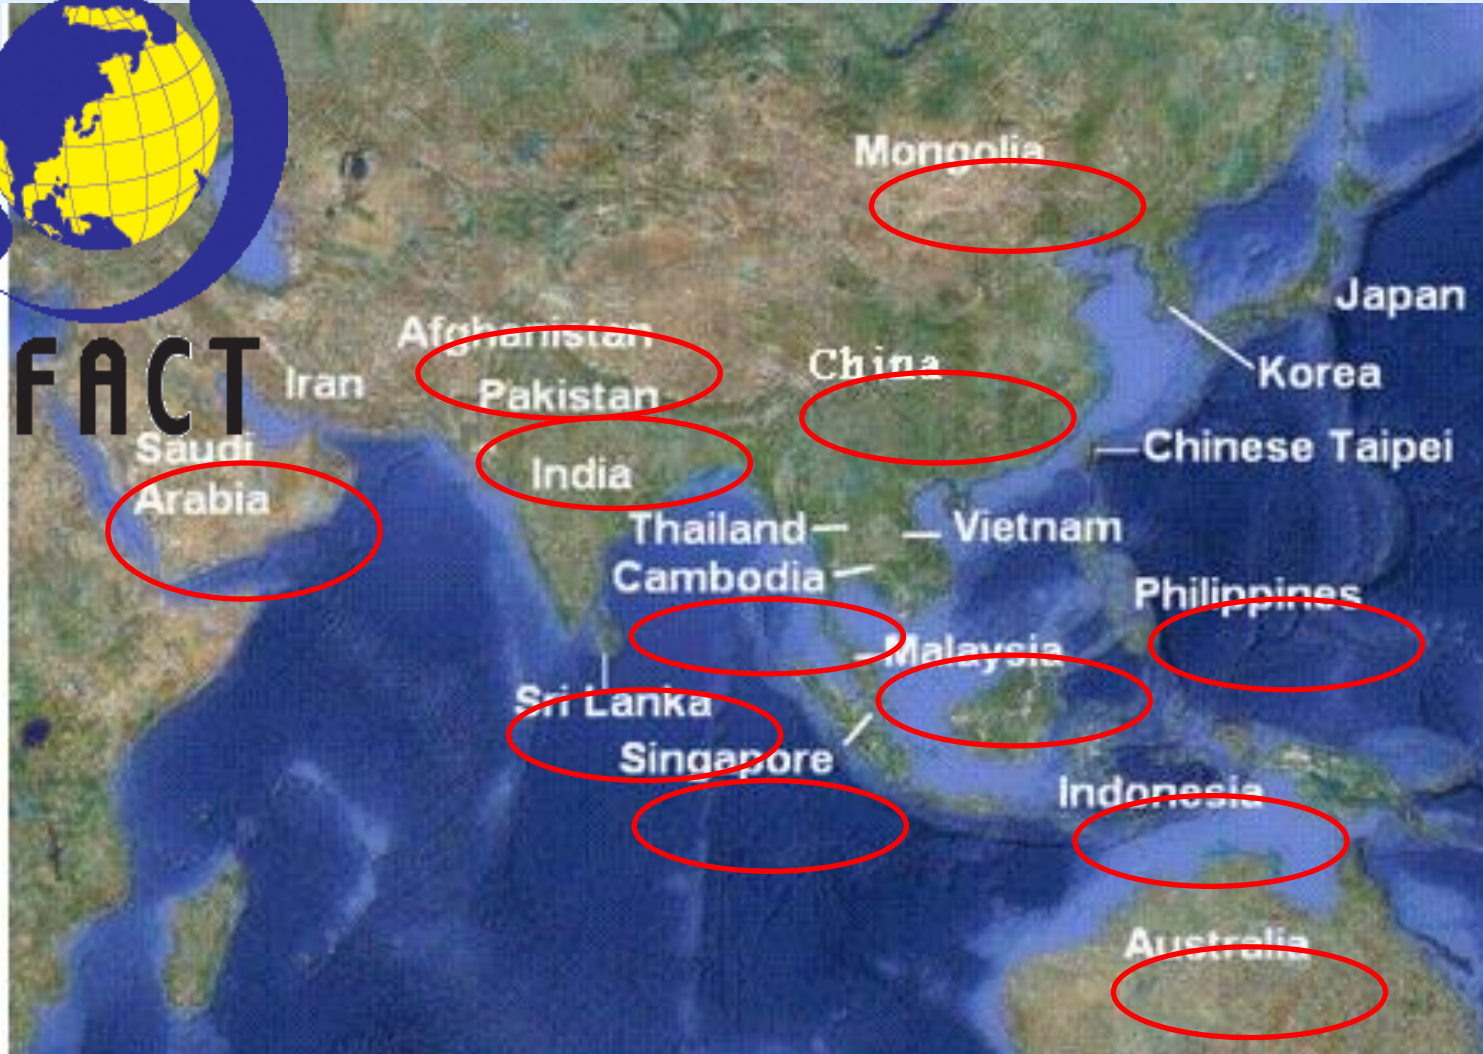 Mongolia
Japan
Afghanistan
China
Iran
Pakistan
Korea
FACT
Saudi
Arabia
India
Chinese Taipei
Thailand
Vietnam
Cambodia
Philippines
Malaysia
Sri Lanka
Singapore
Indonesia
Australia